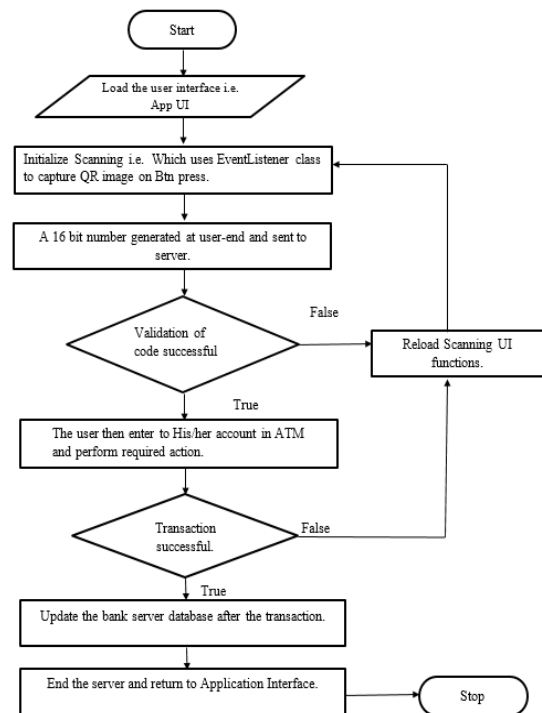 Start
Load the user interface i.e.
App UI
Initialize Scanning i.e. Which uses EventListener class
to capture QR image on Btn press.
A 16 bit number generated at user-end and sent to
server.
False
Validation of
code successful
Reload Scanning UI
functions.
True
The user then enter to His/her account in ATM
and perform required action.
Transaction
successful.
False
True
Update the bank server database after the transaction.
End the server and return to Application Interface.
Stop